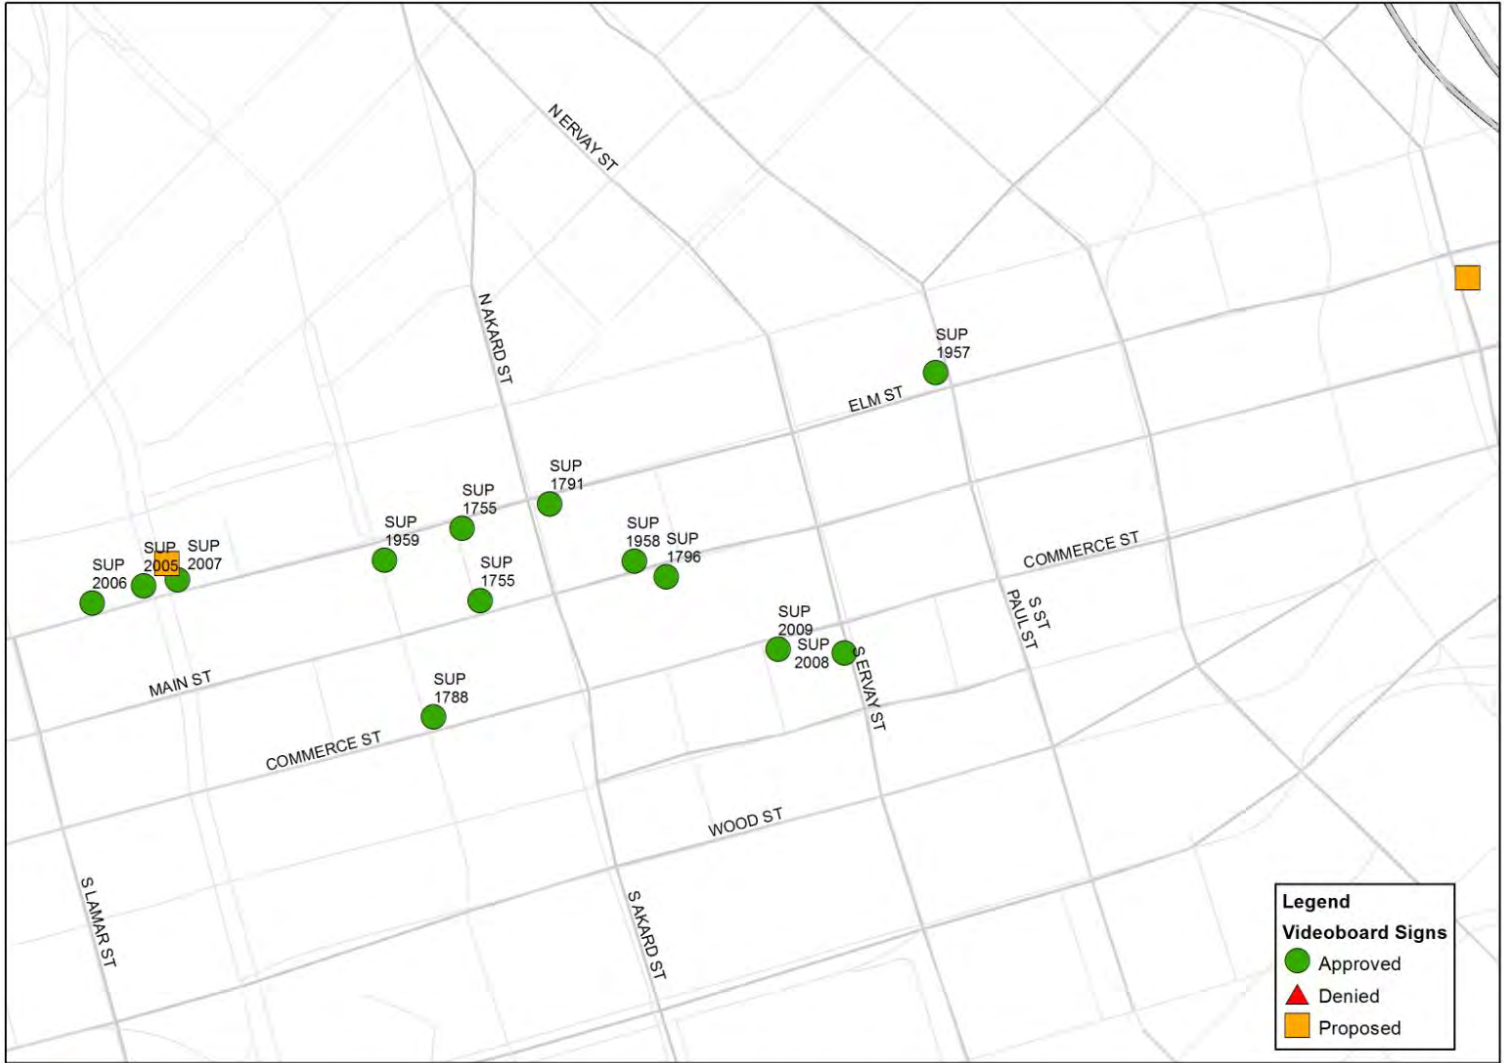 N ERVAY ST
N AKARD ST
SUP
1957
ELM ST
SUP
1791
SUP
1755
SUP
1959
SUP
1958
SUP
1796
SUP
2006
SUP
2005
SUP
2007
SUP
1755
COMMERCE ST
S ST
PAUL ST
SUP
2009
SUP
2008
S ERVAY ST
MAIN ST
SUP
1788
COMMERCE ST
WOOD ST
S LAMAR ST
S AKARD ST
Legend
Videoboard Signs
Approved
Denied
Proposed